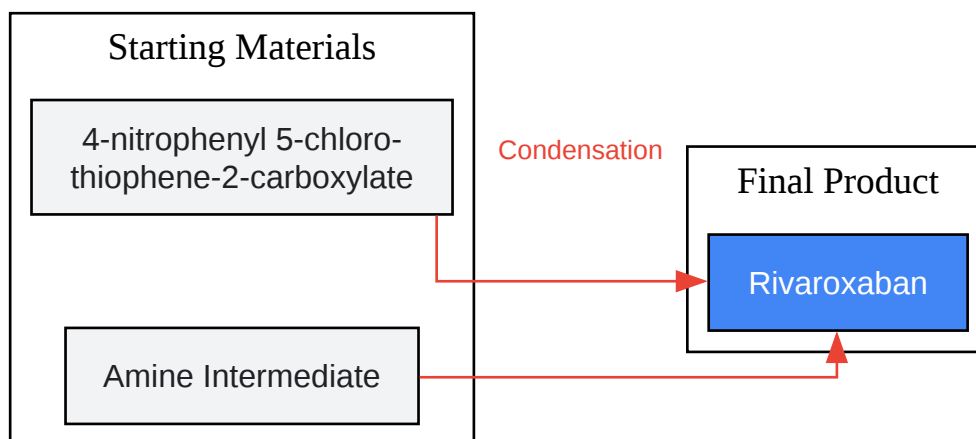 Starting Materials
4-nitrophenyl 5-chloro-
thiophene-2-carboxylate
Condensation
Final Product
Rivaroxaban
Amine Intermediate